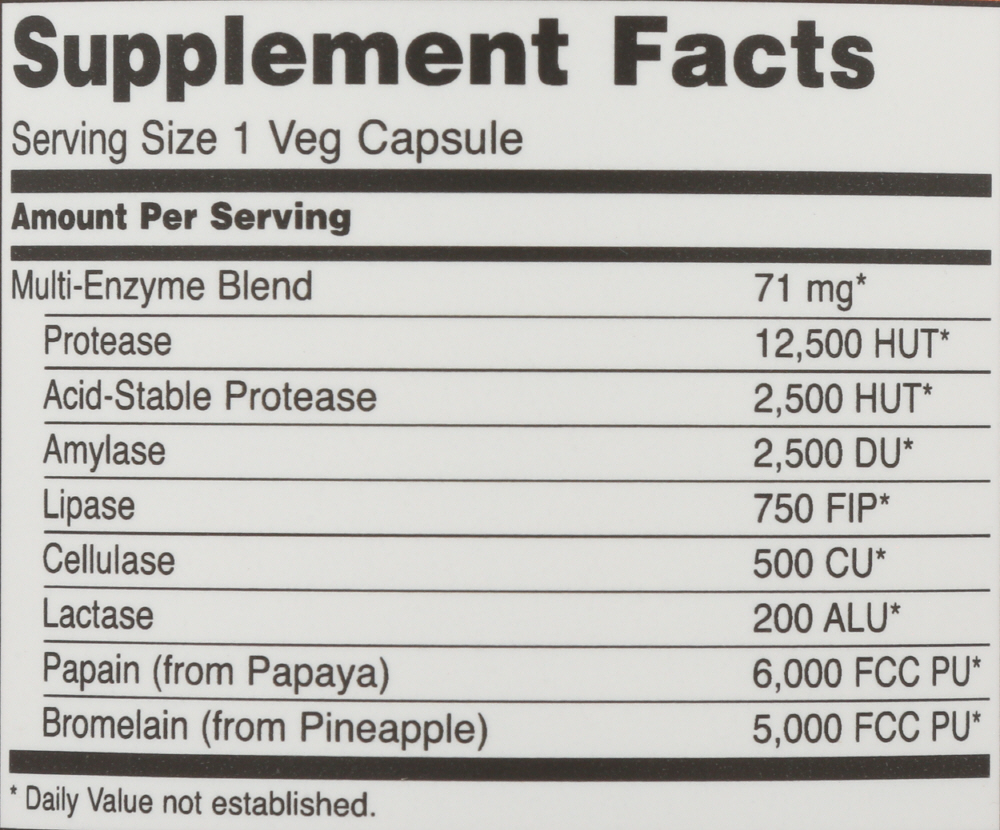 Supplement Facts
Serving Size 1 Veg Capsule
Amount Per Serving
Multi-Enzyme Blend 71 mg*
Protease 12,500 HUT*
Acid-Stable Protease 2,500 HUT*
Amylase 2,500 DU*
Lipase 750 FIP*
Cellulase 500 CU*
Lactase 200 ALU*
Papain (from Papaya) 6,000 FCC PU*
Bromelain (from Pineapple) 5,000 FCC PU*
* Daily Value not established.